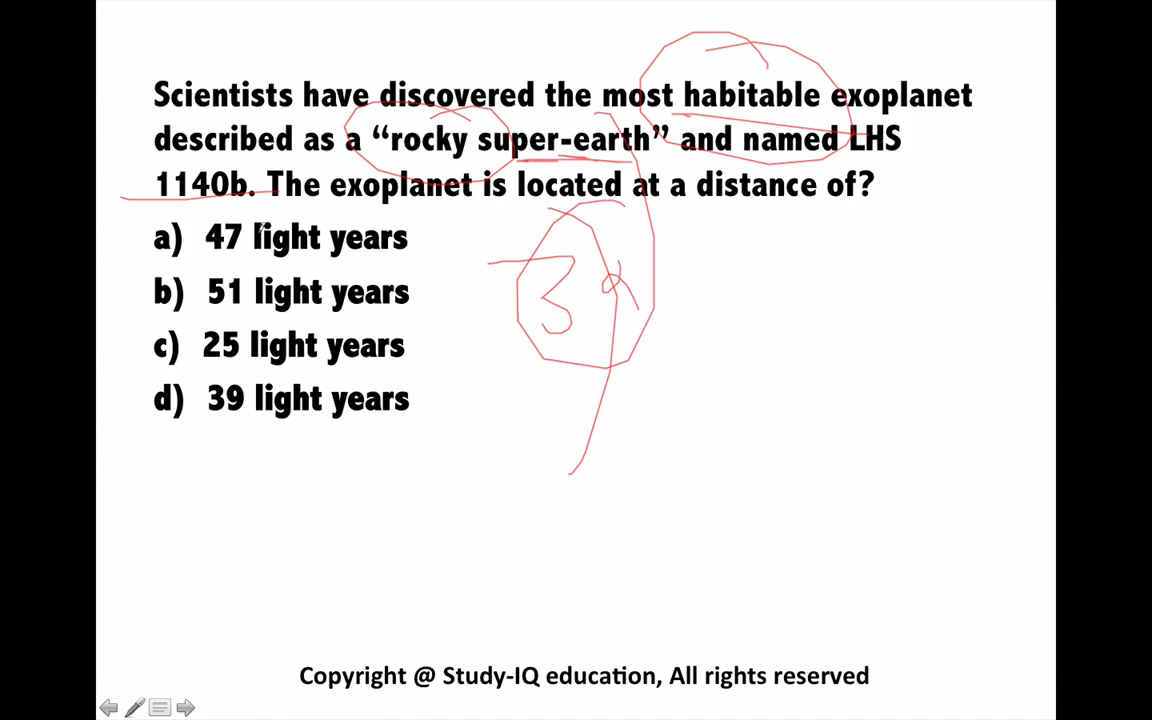 Scientists have discovered the most habitable exoplanet
described as a “rocky super-earth” and named LHS
1140b. The exoplanet is located at a distance of?
a) 47 light years
b) 51 light years
c) 25 light years
d) 39 light years
Copyright @ Study-IQ education, All rights reserved